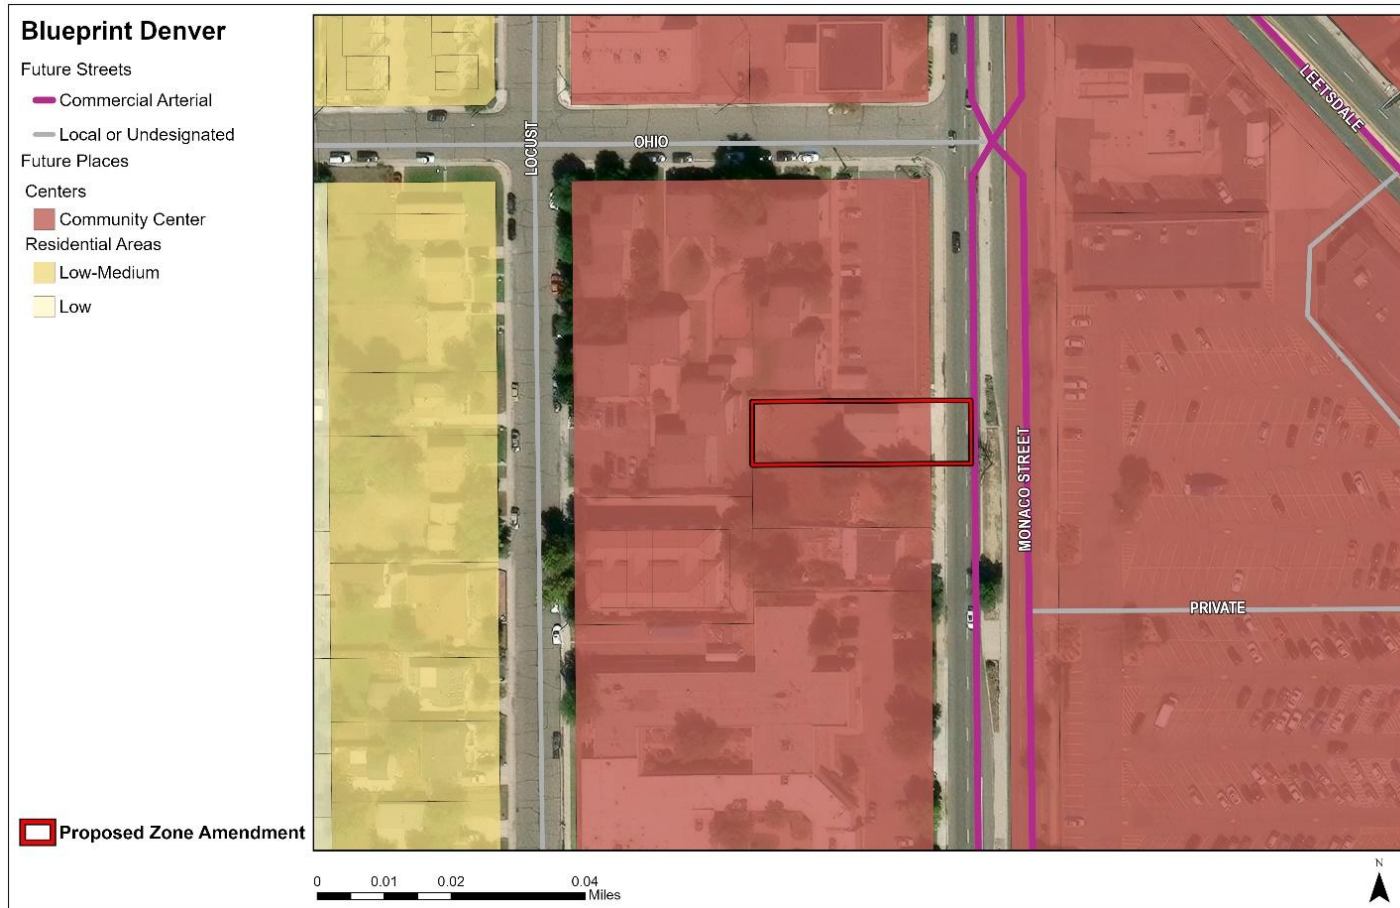 Blueprint Denver
Future Streets
Commercial Arterial
Local or Undesignated
Future Places
Centers
Community Center
Residential Areas
Low-Medium
Low
Proposed Zone Amendment
LOCUST
OHIO
LEETSDALE
MONACO STREET
PRIVATE
0 0.01 0.02 0.04
Miles
N